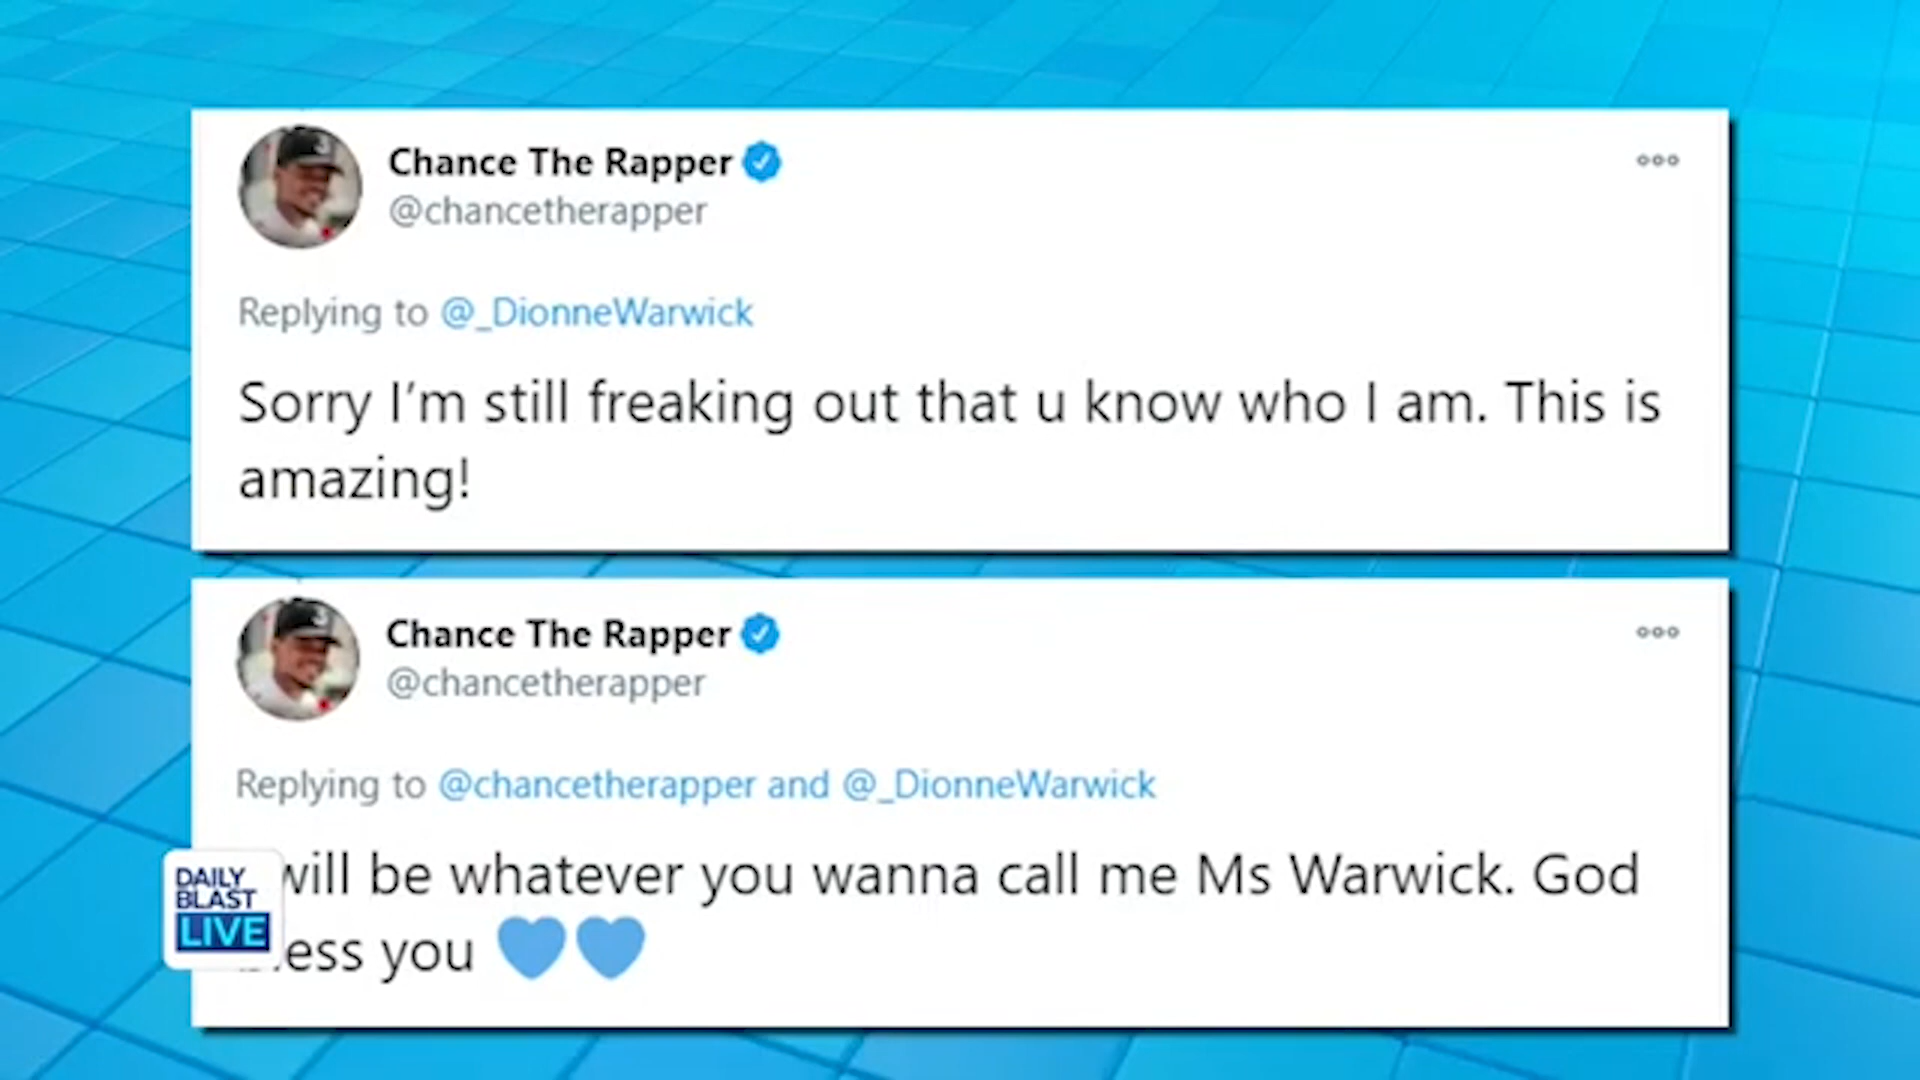 Chance The Rapper
@chancetherapper
Replying to @_DionneWarwick
Sorry I'm still freaking out that u know who I am. This is
amazing!
Chance The Rapper
@chancetherapper
Replying to @chancetherapper and @_DionneWarwick
will be whatever you wanna call me Ms Warwick. God
you 💙💙
DAILY
BLAST
LIVE